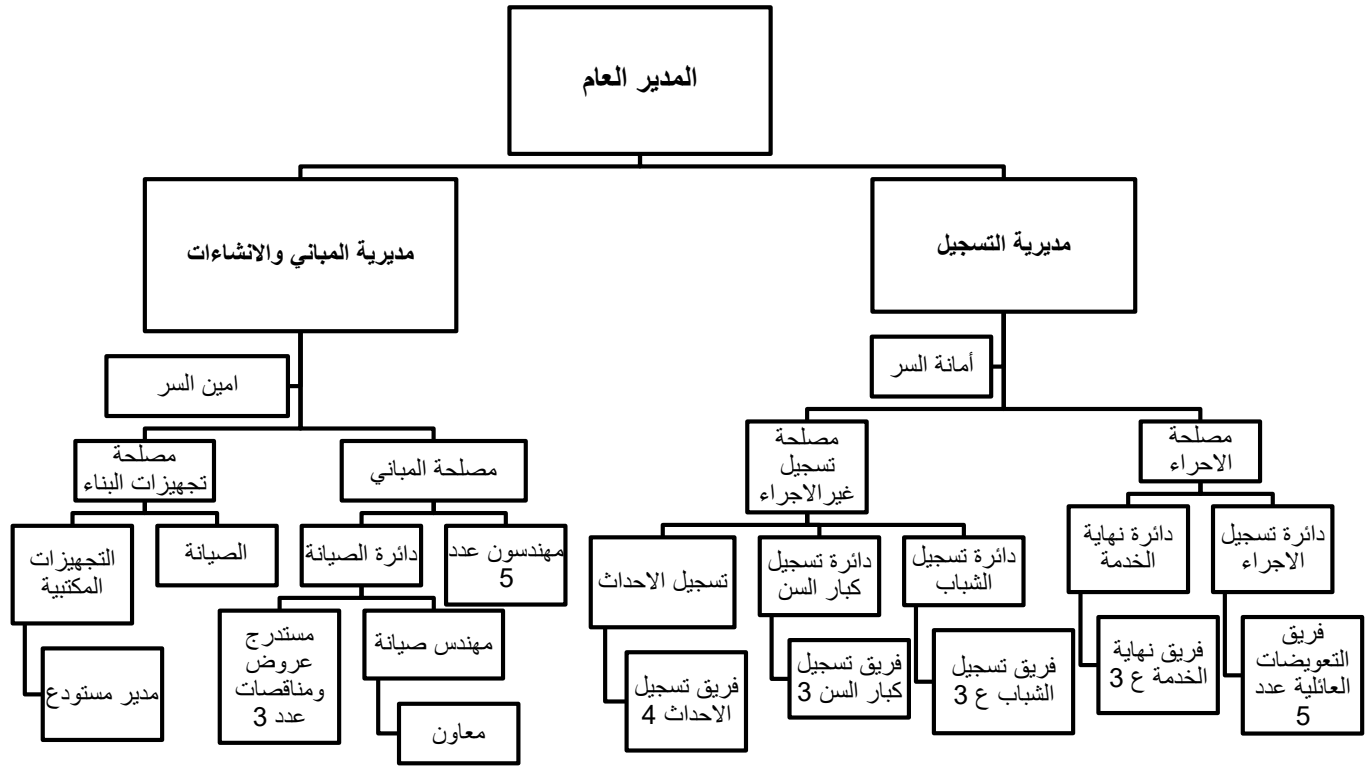 المدير العام
مديرية التسجيل
مديرية المباني والانشاءات
أمانة السر
امين السر
مصلحة
الاحراء
مصلحة
تسجيل
غيرالاجراء
مصلحة المباني
مصلحة
تجهيزات البناء
دائرة تسجيل
الاجراء
دائرة نهاية
الخدمة
دائرة تسجيل
الشباب
دائرة تسجيل
كبار السن
تسجيل الاحداث
مهندسون عدد
5
دائرة الصيانة
الصيانة
التجهيزات
المكتبية
فريق
التعويضات
العائلية عدد
5
فريق نهاية
الخدمة ع 3
فريق تسجيل
الشباب ع 3
فريق تسجيل
كبار السن 3
فريق تسجيل
الاحداث 4
مهندس صيانة
مستدرج
عروض
ومناقصات
عدد 3
مدير مستودع
معاون